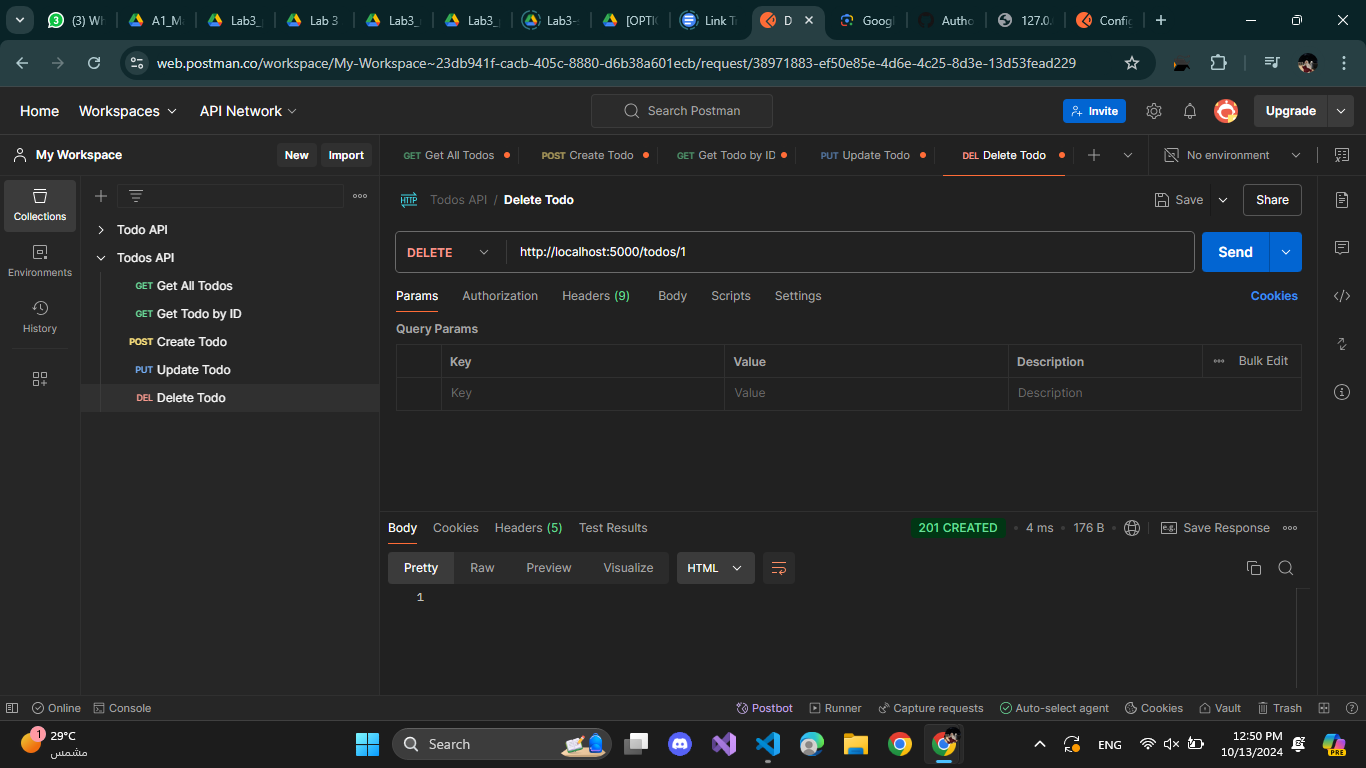 (3) W
A1_M
Lab3_
Lab 3
Lab3_
Lab3_
Lab3-s
[OPTIC
Link Tr
D
Googl
Autho
127.0.
Config
web.postman.co/workspace/My-Workspace~23db941f-cacb-405c-8880-d6b38a601ecb/request/38971883-ef50e85e-4d6e-4c25-8d3e-13d53fead229
Home Workspaces API Network Search Postman Invite Upgrade
My Workspace New Import
GET Get All Todos POST Create Todo GET Get Todo by ID PUT Update Todo DEL Delete Todo No environment
Collections
Environments
History
Todo API
Todos API
GET Get All Todos
GET Get Todo by ID
POST Create Todo
PUT Update Todo
DEL Delete Todo
HTTP Todos API / Delete Todo Save Share
DELETE http://localhost:5000/todos/1 Send
Params Authorization Headers (9) Body Scripts Settings Cookies
Query Params
Key Value Description Bulk Edit
Key Value Description
Body Cookies Headers (5) Test Results 201 CREATED 4 ms 176 B e.g. Save Response
Pretty Raw Preview Visualize HTML
1
Online Console Postbot Runner Capture requests Auto-select agent Cookies Vault Trash
1 29°C
مشمس
Search
PRE
ENG
12:50 PM
10/13/2024